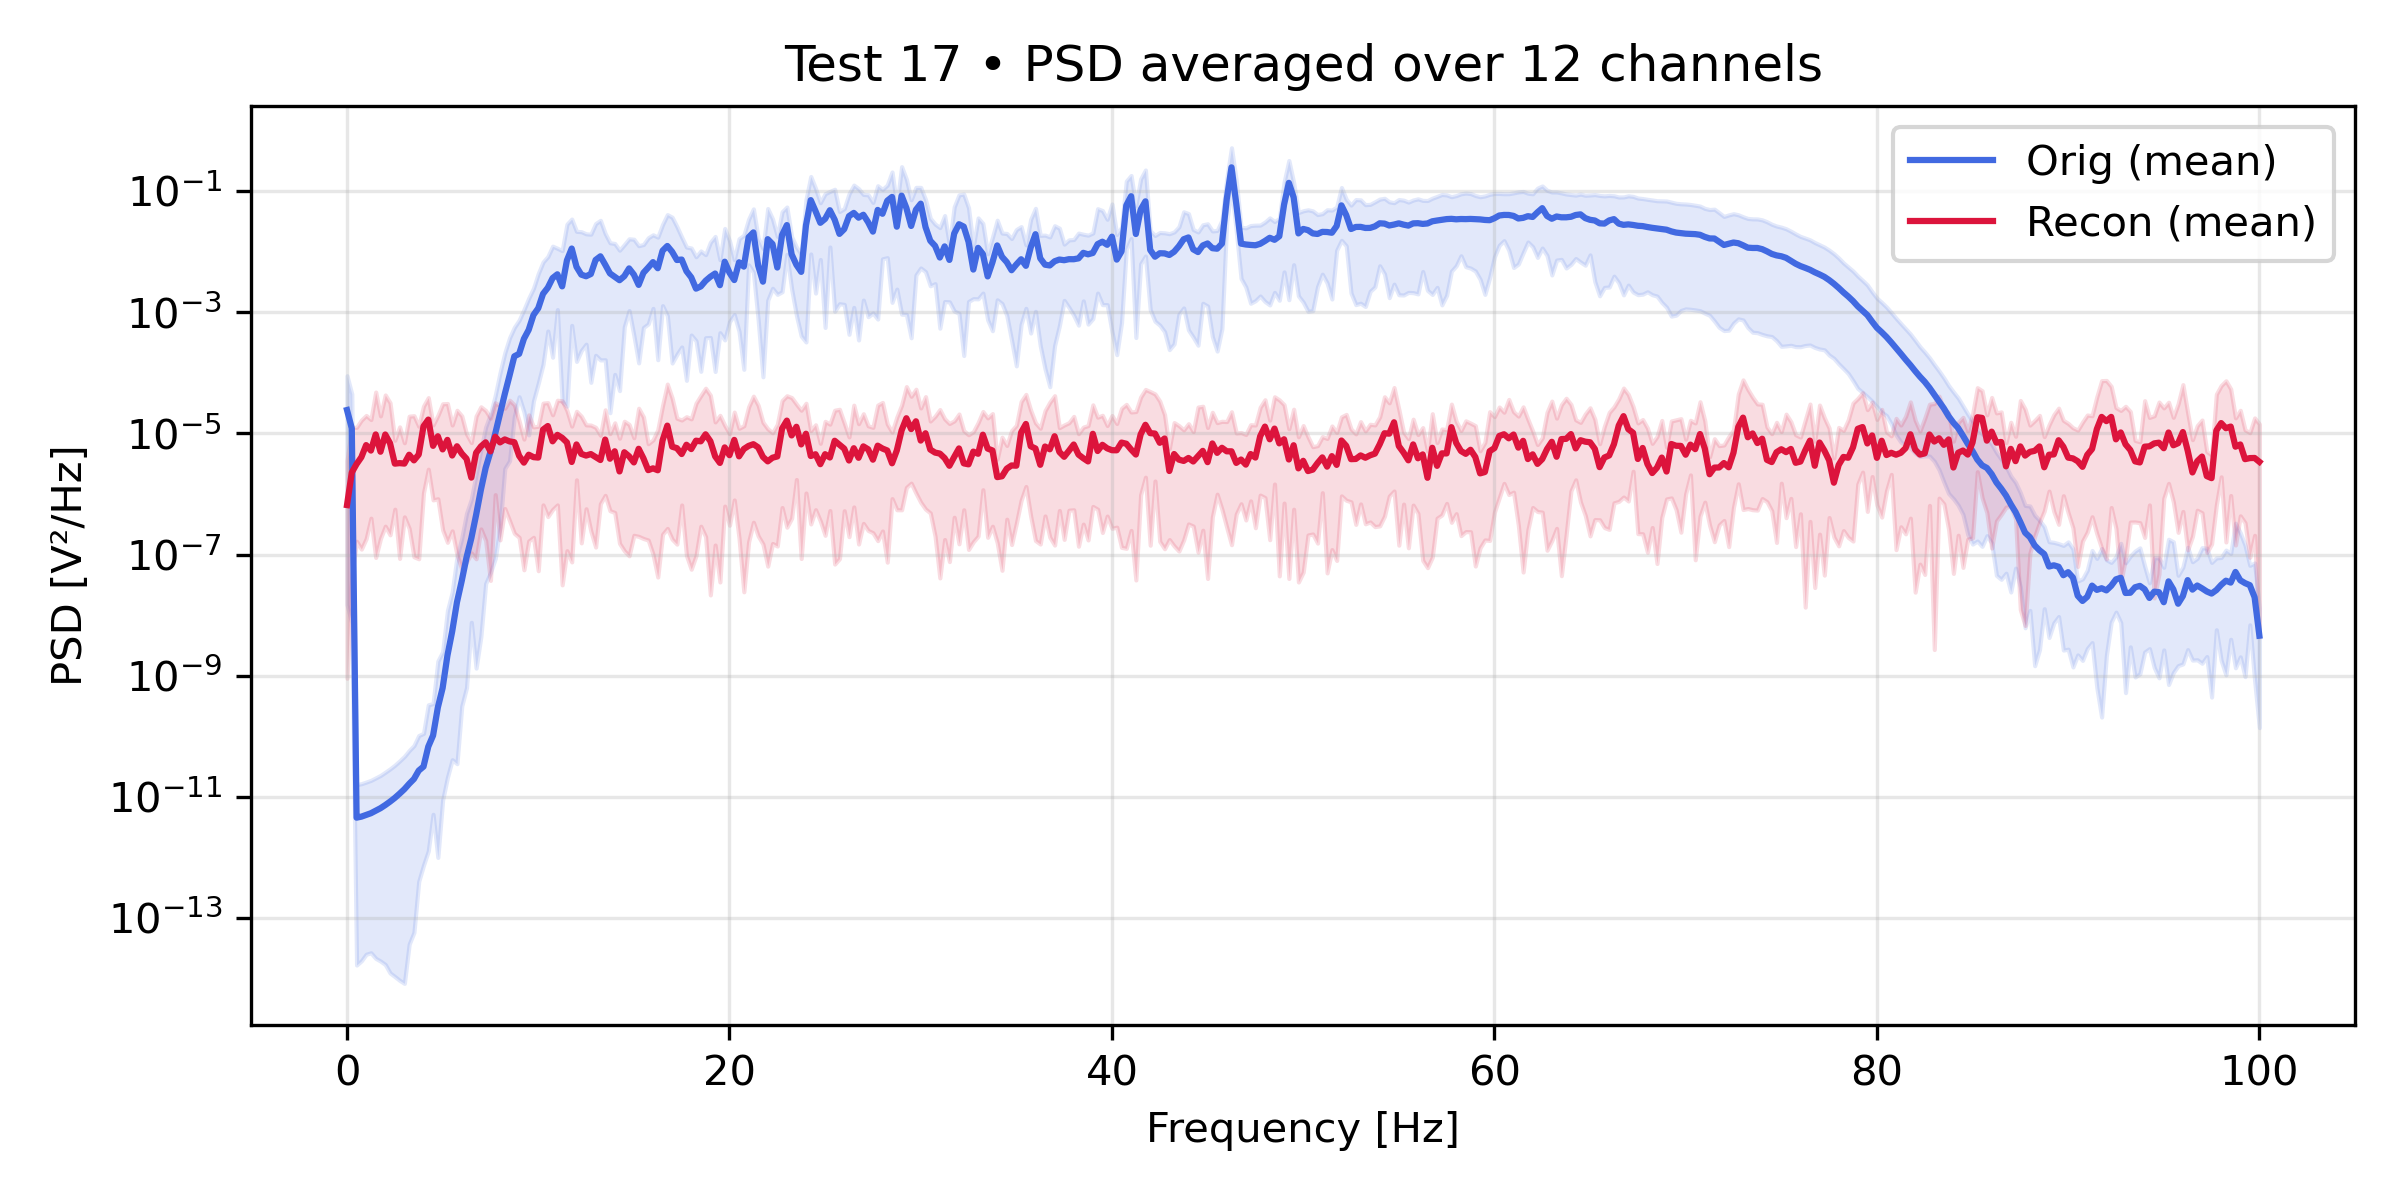 Test 17 • PSD averaged over 12 channels
Orig (mean)
Recon (mean)
PSD [V²/Hz]
10⁻¹
10⁻³
10⁻⁵
10⁻⁷
10⁻⁹
10⁻¹¹
10⁻¹³
0 20 40 60 80 100
Frequency [Hz]